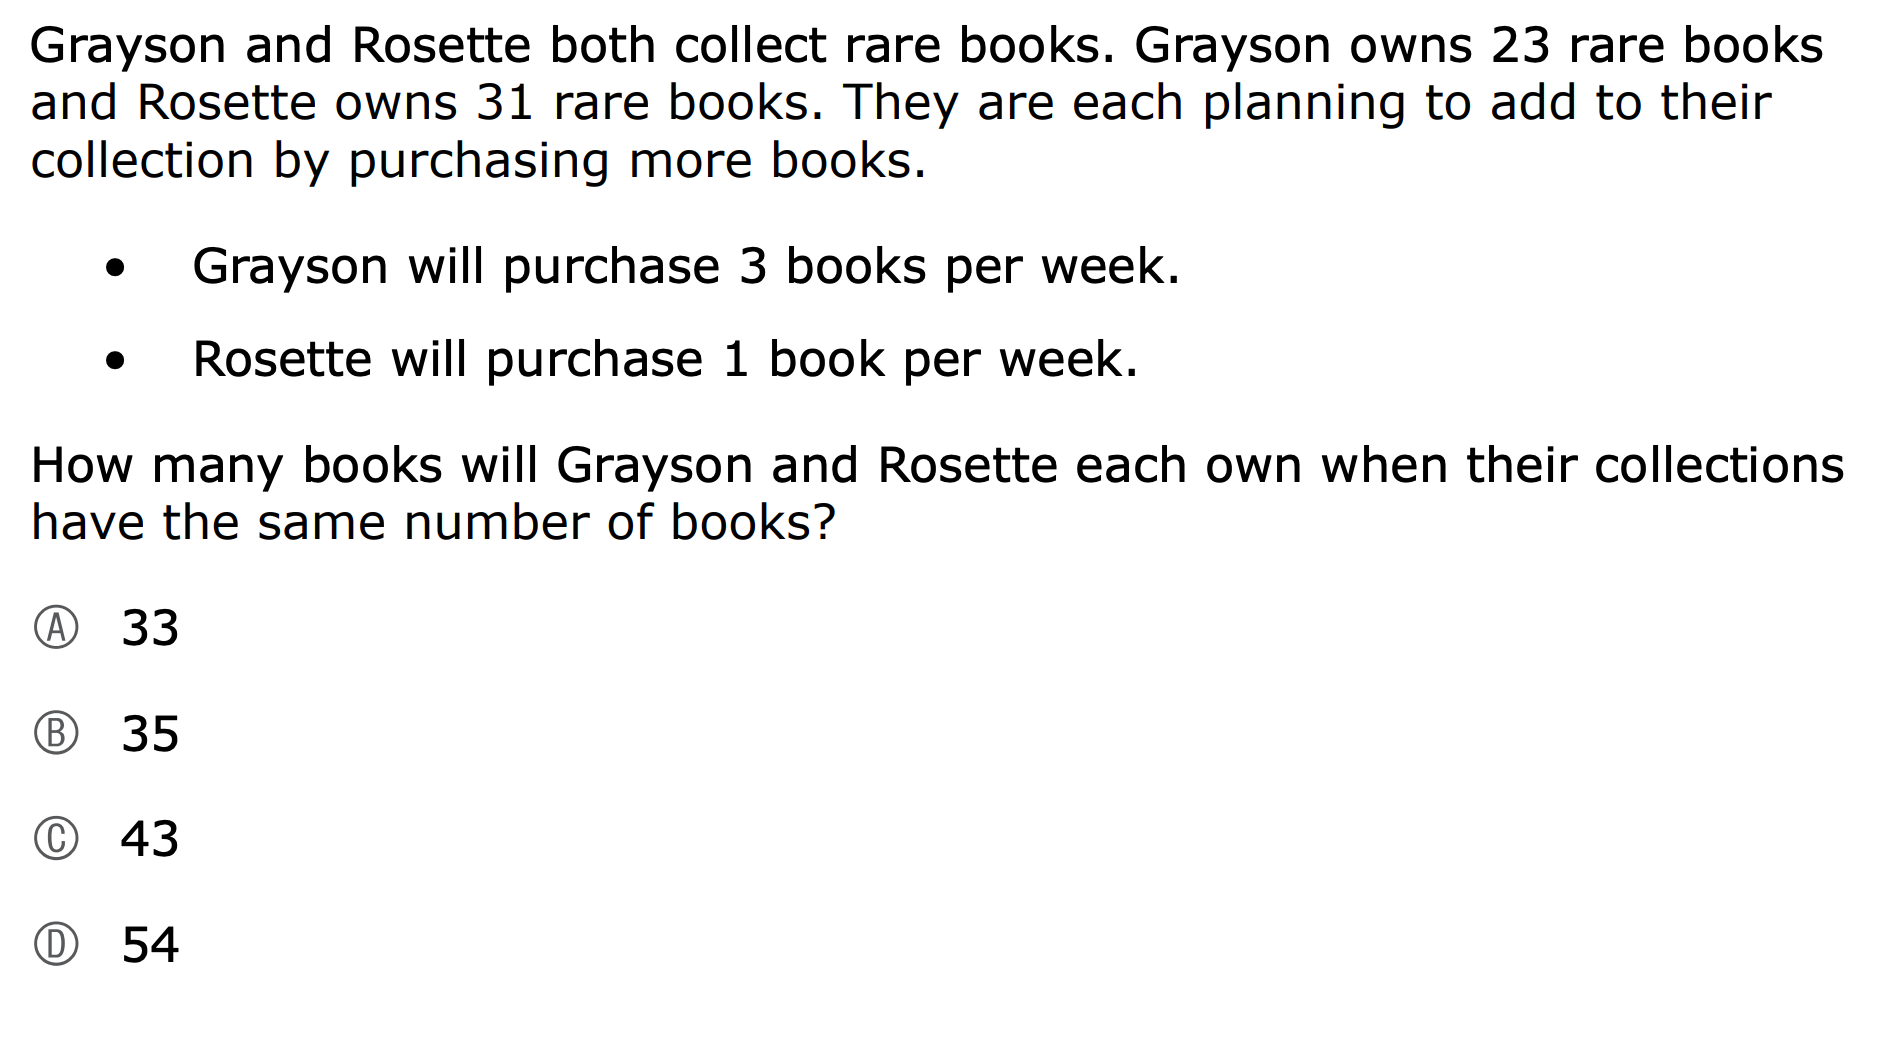 Grayson and Rosette both collect rare books. Grayson owns 23 rare books
and Rosette owns 31 rare books. They are each planning to add to their
collection by purchasing more books.
• Grayson will purchase 3 books per week.
• Rosette will purchase 1 book per week.
How many books will Grayson and Rosette each own when their collections
have the same number of books?
Ⓐ 33
Ⓑ 35
Ⓒ 43
Ⓓ 54